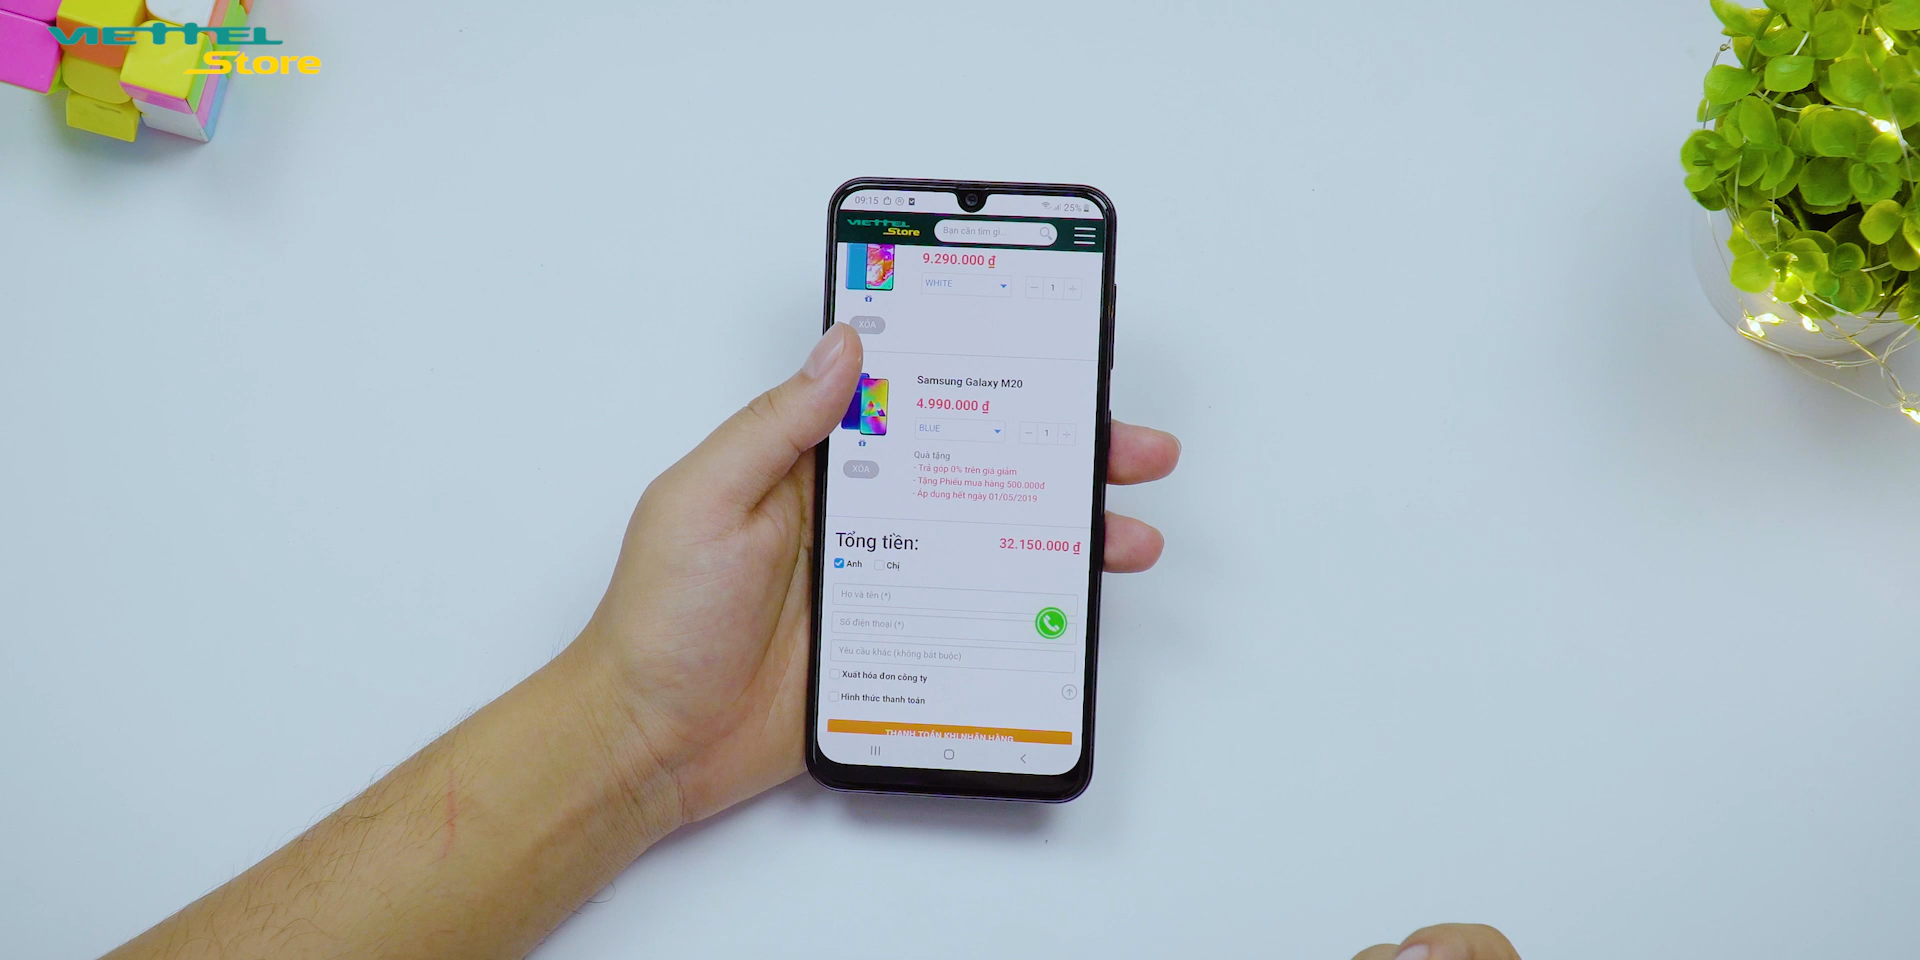 VIETTEL
Store
09:15
25%
VIETTEL
Store
Bạn cần tìm gì...
9.290.000 ₫
WHITE
1
XÓA
Samsung Galaxy M20
4.990.000 ₫
BLUE
1
XÓA
Quà tặng
- Trả góp 0% trên giá giảm
- Tặng Phiếu mua hàng 500.000đ
- Áp dụng hết ngày 01/05/2019
Tổng tiền:
32.150.000 ₫
Anh
Chị
Họ và tên (*)
Số điện thoại (*)
Yêu cầu khác (không bắt buộc)
Xuất hóa đơn công ty
Hình thức thanh toán
THANH TOÁN KHI NHẬN HÀNG